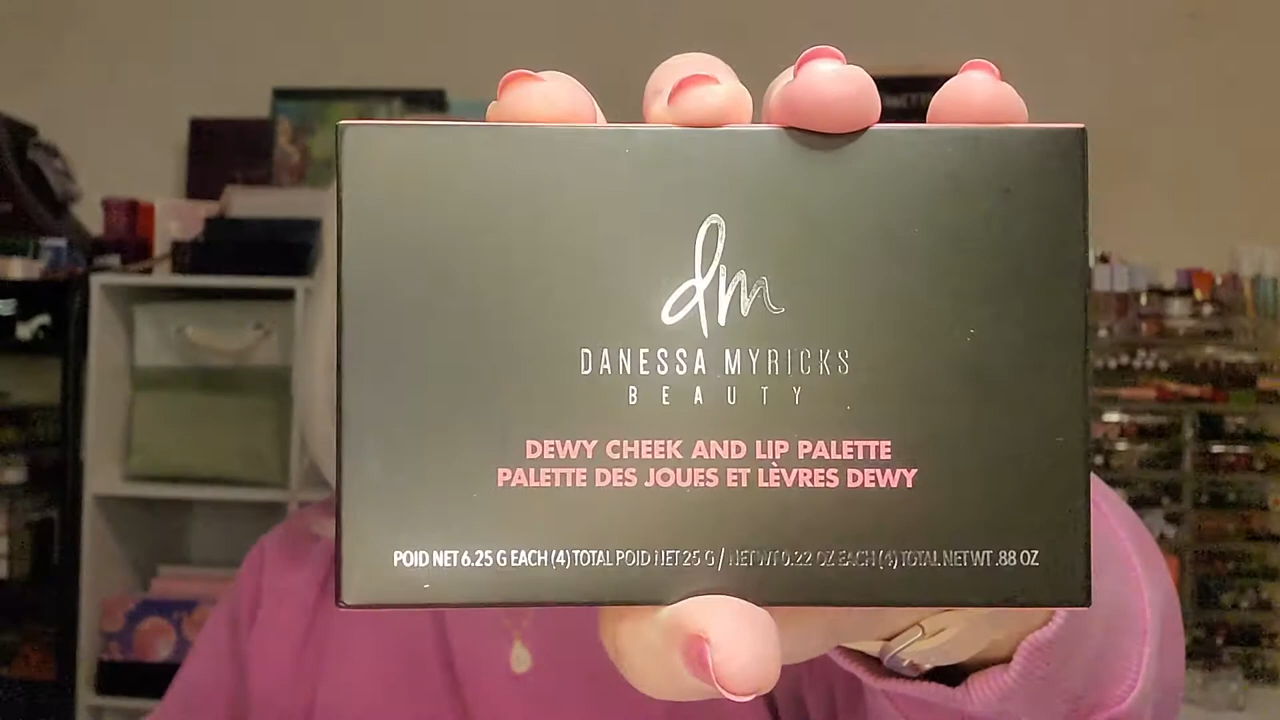 dm
DANESSA MYRICKS
BEAUTY
DEWY CHEEK AND LIP PALETTE
PALETTE DES JOUES ET LÈVRES DEWY
POID NET 6.25 G EACH (4) TOTAL POID NET 25 G / NET WT 0.22 OZ EACH (4) TOTAL NET WT .88 OZ